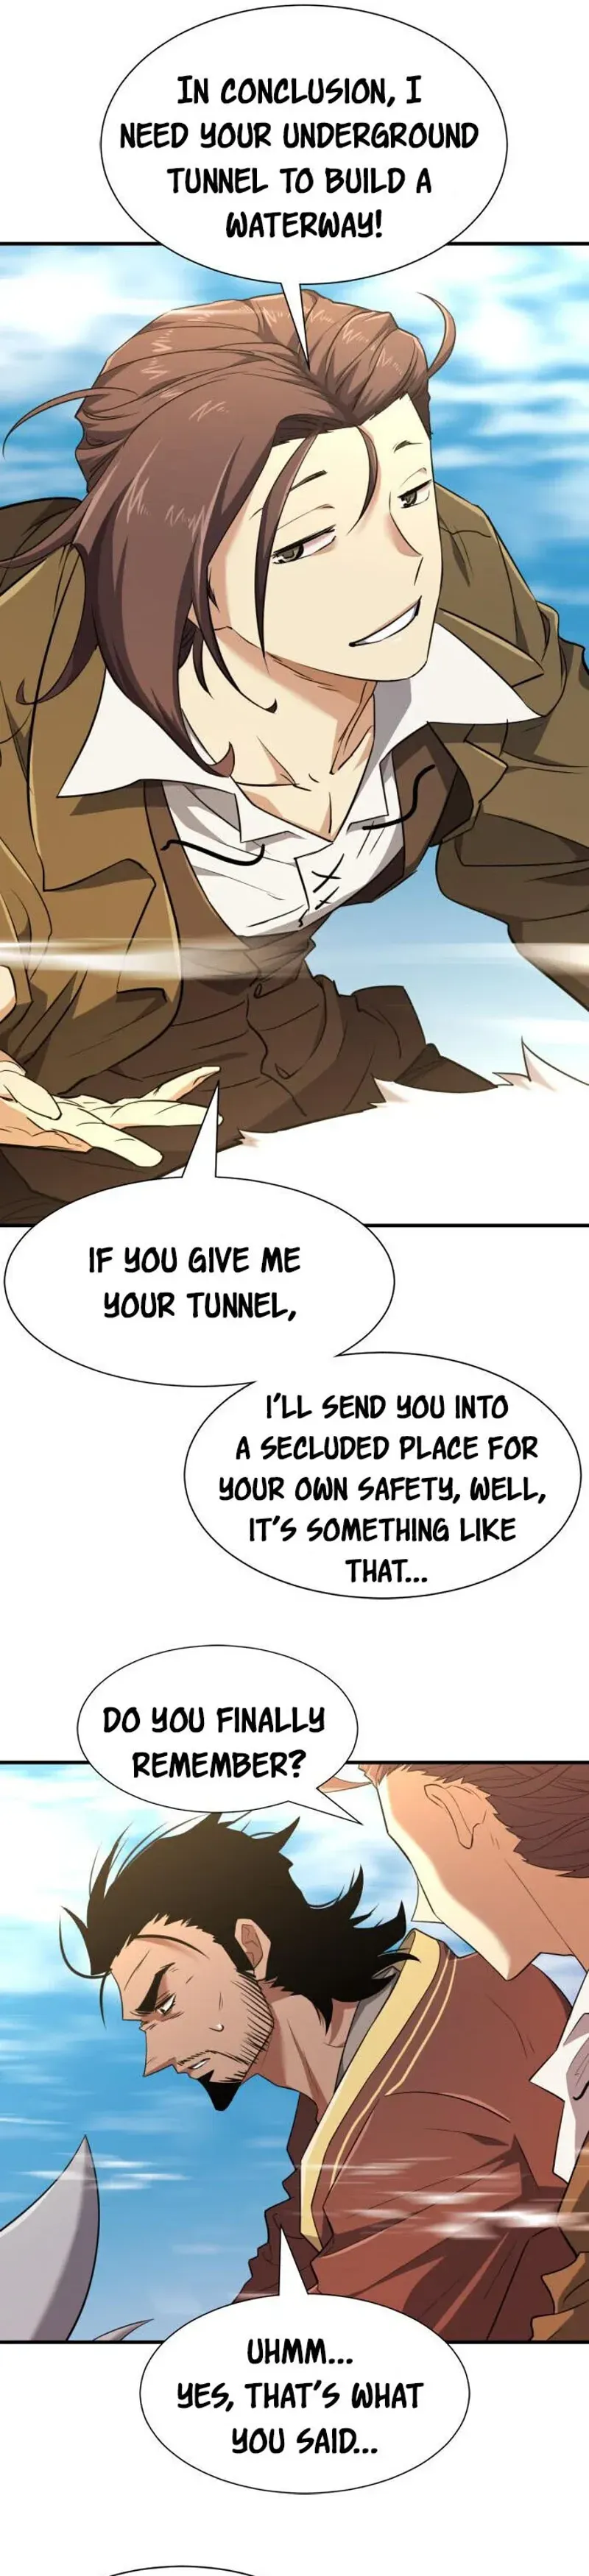 IN CONCLUSION, I
NEED YOUR UNDERGROUND
TUNNEL TO BUILD A
WATERWAY!
IF YOU GIVE ME
YOUR TUNNEL,
I'LL SEND YOU INTO
A SECLUDED PLACE FOR
YOUR OWN SAFETY, WELL,
IT'S SOMETHING LIKE
THAT...
DO YOU FINALLY
REMEMBER?
UHMM...
YES, THAT'S WHAT
YOU SAID...